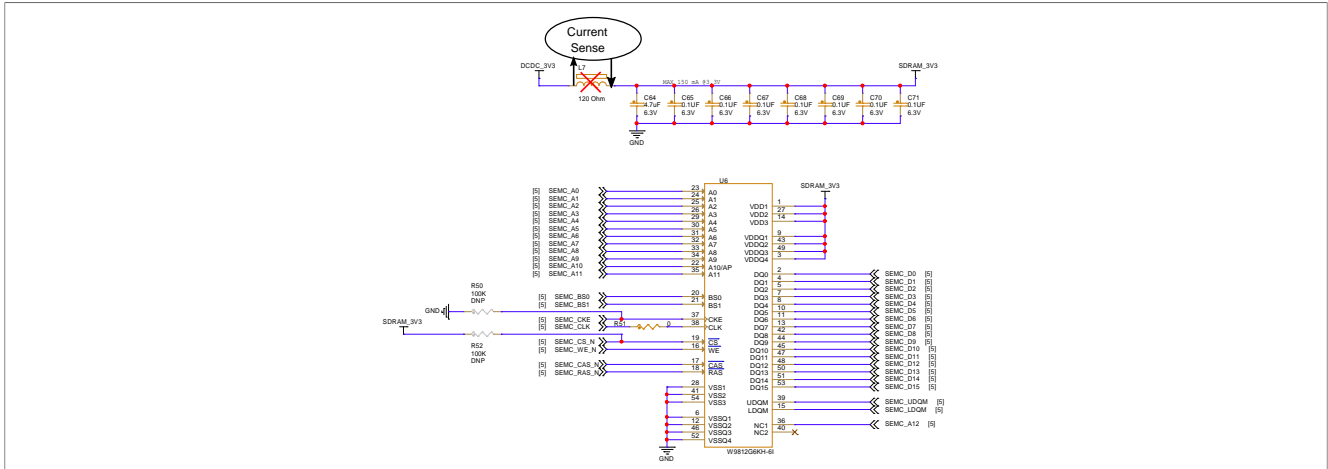 Current
Sense
DCDC_3V3
L7
120 Ohm
MAX 150 mA @3.3V
SDRAM_3V3
C64
4.7uF
6.3V
C65
0.1UF
6.3V
C66
0.1UF
6.3V
C67
0.1UF
6.3V
C68
0.1UF
6.3V
C69
0.1UF
6.3V
C70
0.1UF
6.3V
C71
0.1UF
6.3V
GND
U6
SDRAM_3V3
[5] SEMC_A0 23 A0
[5] SEMC_A1 24 A1
[5] SEMC_A2 25 A2
[5] SEMC_A3 26 A3
[5] SEMC_A4 29 A4
[5] SEMC_A5 30 A5
[5] SEMC_A6 31 A6
[5] SEMC_A7 32 A7
[5] SEMC_A8 33 A8
[5] SEMC_A9 34 A9
[5] SEMC_A10 22 A10/AP
[5] SEMC_A11 35 A11
R50
100K
DNP
GND
[5] SEMC_BS0 20 BS0
[5] SEMC_BS1 21 BS1
[5] SEMC_CKE 37 CKE
[5] SEMC_CLK R51 0 38 CLK
SDRAM_3V3
R52
100K
DNP
[5] SEMC_CS_N 19 CS
[5] SEMC_WE_N 16 WE
[5] SEMC_CAS_N 17 CAS
[5] SEMC_RAS_N 18 RAS
28 VSS1
41 VSS2
54 VSS3
6 VSSQ1
12 VSSQ2
46 VSSQ3
52 VSSQ4
GND
VDD1 1
VDD2 27
VDD3 14
VDDQ1 9
VDDQ2 43
VDDQ3 49
VDDQ4 3
DQ0 2 SEMC_D0 [5]
DQ1 4 SEMC_D1 [5]
DQ2 5 SEMC_D2 [5]
DQ3 7 SEMC_D3 [5]
DQ4 8 SEMC_D4 [5]
DQ5 10 SEMC_D5 [5]
DQ6 11 SEMC_D6 [5]
DQ7 13 SEMC_D7 [5]
DQ8 42 SEMC_D8 [5]
DQ9 44 SEMC_D9 [5]
DQ10 45 SEMC_D10 [5]
DQ11 47 SEMC_D11 [5]
DQ12 48 SEMC_D12 [5]
DQ13 50 SEMC_D13 [5]
DQ14 51 SEMC_D14 [5]
DQ15 53 SEMC_D15 [5]
UDQM 39 SEMC_UDQM [5]
LDQM 15 SEMC_LDQM [5]
NC1 36 SEMC_A12 [5]
NC2 40
W9812G6KH-6I